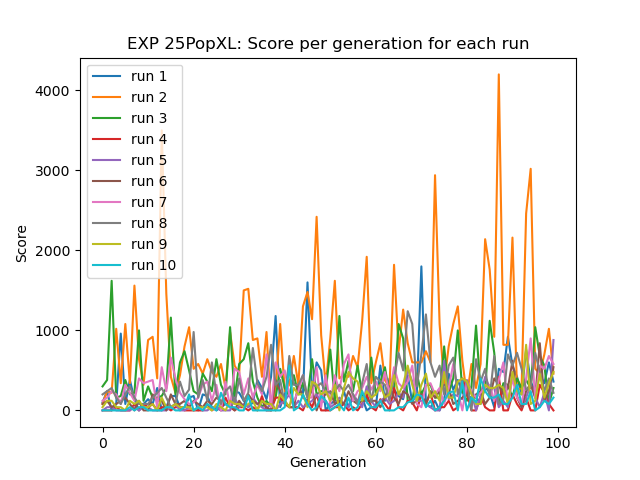 EXP 25PopXL: Score per generation for each run
run 1
run 2
run 3
run 4
run 5
run 6
run 7
run 8
run 9
run 10
Score
4000
3000
2000
1000
0
0
20
40
60
80
100
Generation